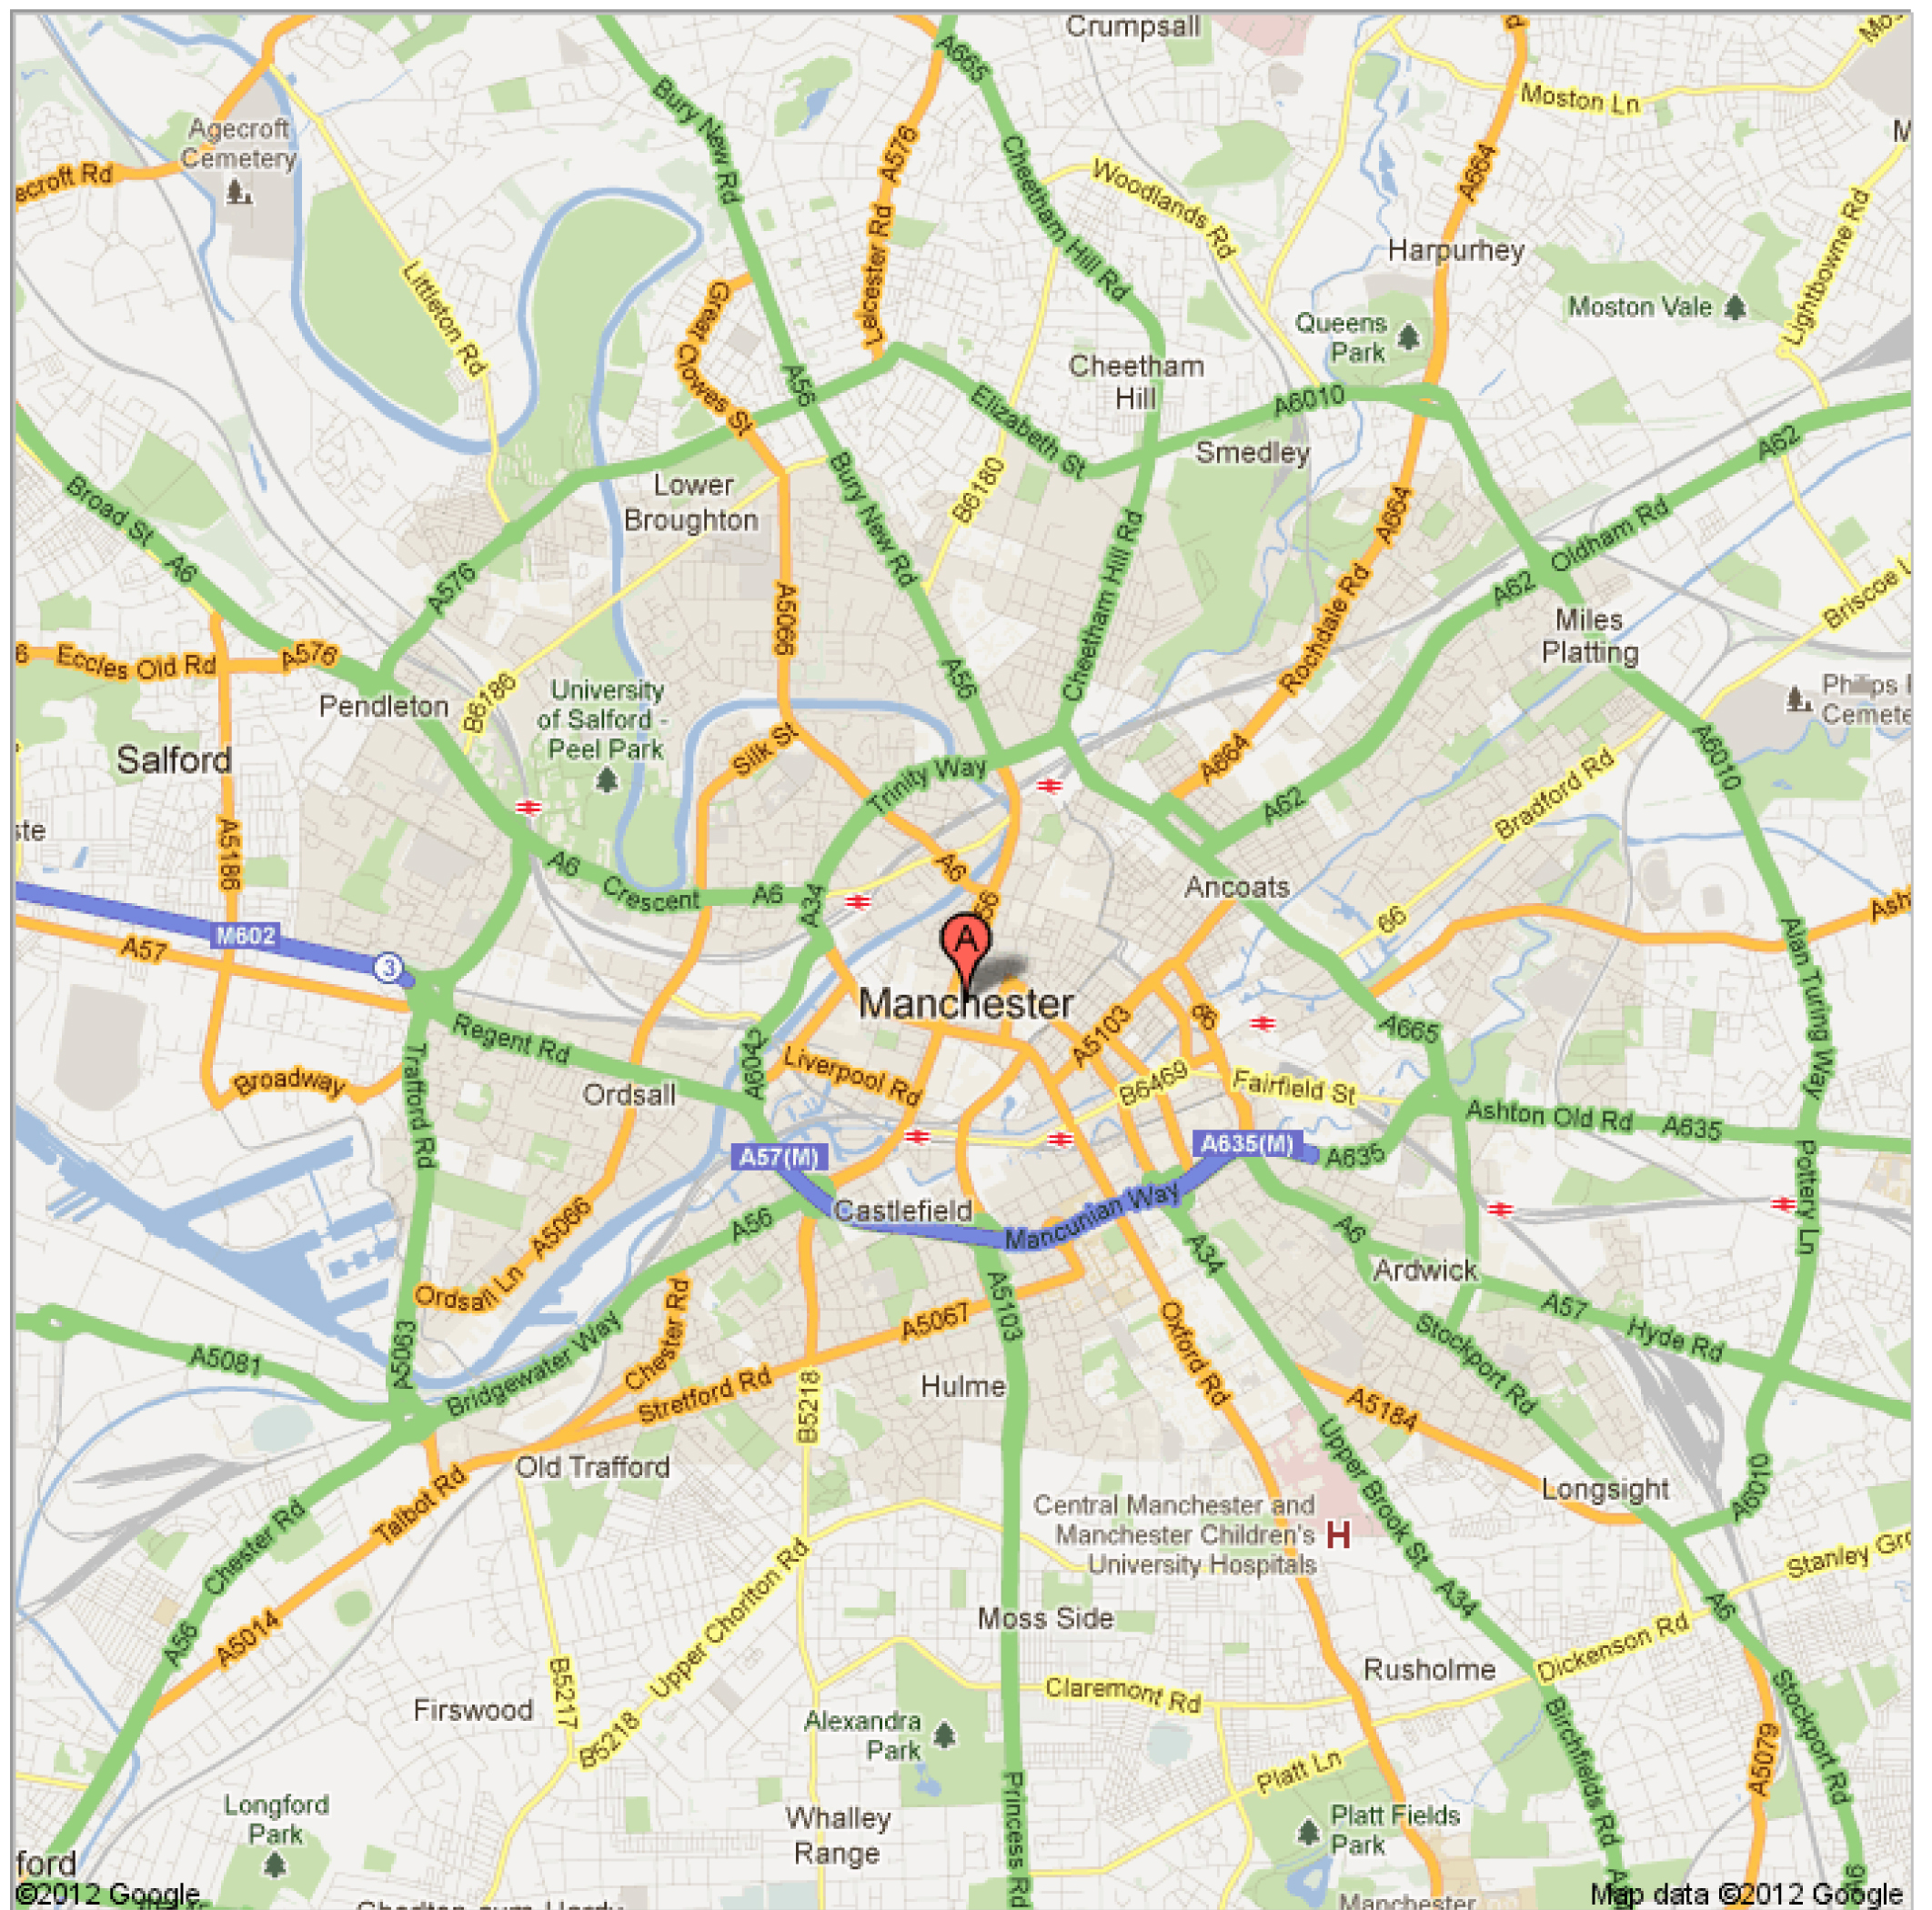 Crumpsall
A665
Moston Ln
Agecroft
Cemetery
Bury New Rd
A576
Cheetham Hill Rd
Woodlands Rd
A664
ecroft Rd
Harpurhey
Lightbowne Rd
Littleton Rd
Great Clowes St
Leicester Rd
Moston Vale
Queens
Park
Cheetham
Hill
A56
Elizabeth St
A6010
Smedley
A62
Broad St
Lower
Broughton
Bury New Rd
B6180
A664
Oldham Rd
A6
A576
Cheetham Hill Rd
A62
Briscoe L
A5066
Rochdale Rd
Miles
Platting
6
Eccles Old Rd
A576
Pendleton
B6186
University
of Salford -
Peel Park
A56
Philips
Cemete
Salford
Silk St
Trinity Way
A664
A6010
A62
Bradford Rd
ste
A5186
A6
Crescent
A6
A34
A6
56
Ancoats
66
Ash
M602
A57
3
A
Manchester
Alan Turing Way
Regent Rd
A6042
A5103
A665
Trafford Rd
Broadway
Ordsall
Liverpool Rd
B6469
Fairfield St
Ashton Old Rd
A635
A57(M)
A635(M)
A635
Pottery Ln
A5066
A56
Castlefield
Mancunian Way
A34
A6
Ardwick
Ordsall Ln
Chester Rd
A5067
A5103
Oxford Rd
A57
Hyde Rd
A5081
A5063
Bridgewater Way
Stretford Rd
B5218
Hulme
Stockport Rd
A5184
Upper Brook St
Old Trafford
Talbot Rd
Longsight
A6010
Central Manchester and
Manchester Children's
University Hospitals
H
Chester Rd
Stanley Gr
A56
A5014
Upper Chorlton Rd
Moss Side
A34
A6
Dickenson Rd
Rusholme
Firswood
B5217
B5218
Claremont Rd
Birchfields Rd
Stockport Rd
Alexandra
Park
Platt Ln
A5079
Longford
Park
Whalley
Range
Princess Rd
Platt Fields
Park
ford
A6
©2012 Google
Manchester
Map data ©2012 Google